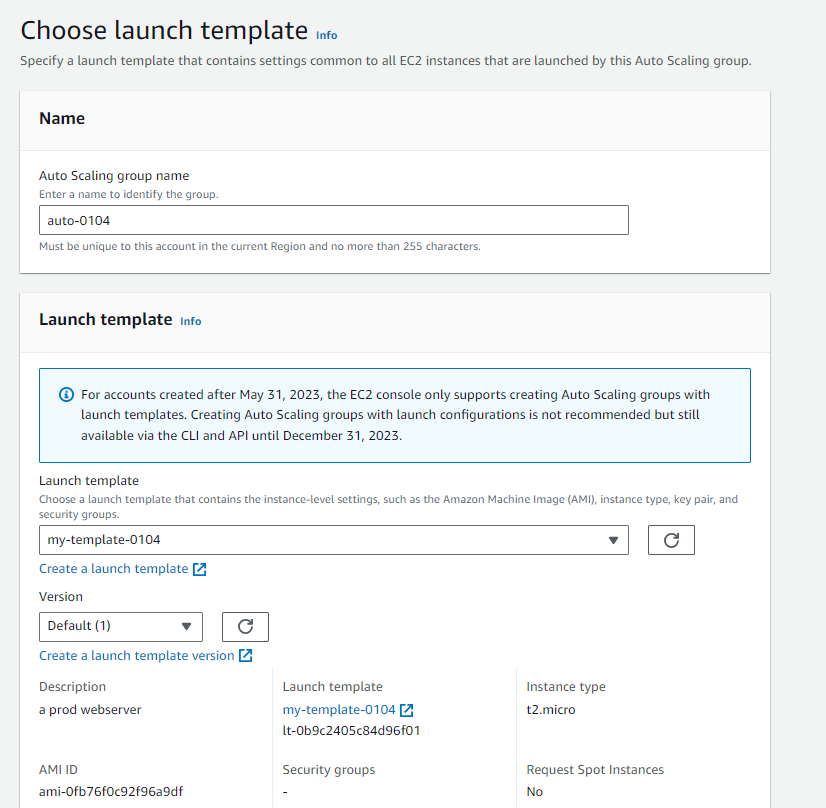 Choose launch template Info
Specify a launch template that contains settings common to all EC2 instances that are launched by this Auto Scaling group.
Name
Auto Scaling group name
Enter a name to identify the group.
auto-0104
Must be unique to this account in the current Region and no more than 255 characters.
Launch template Info
For accounts created after May 31, 2023, the EC2 console only supports creating Auto Scaling groups with
launch templates. Creating Auto Scaling groups with launch configurations is not recommended but still
available via the CLI and API until December 31, 2023.
Launch template
Choose a launch template that contains the instance-level settings, such as the Amazon Machine Image (AMI), instance type, key pair, and
security groups.
my-template-0104
Create a launch template
Version
Default (1)
Create a launch template version
Description
a prod webserver
Launch template
my-template-0104
lt-0b9c2405c84d96f01
Instance type
t2.micro
AMI ID
ami-0fb76f0c92f96a9df
Security groups
-
Request Spot Instances
No